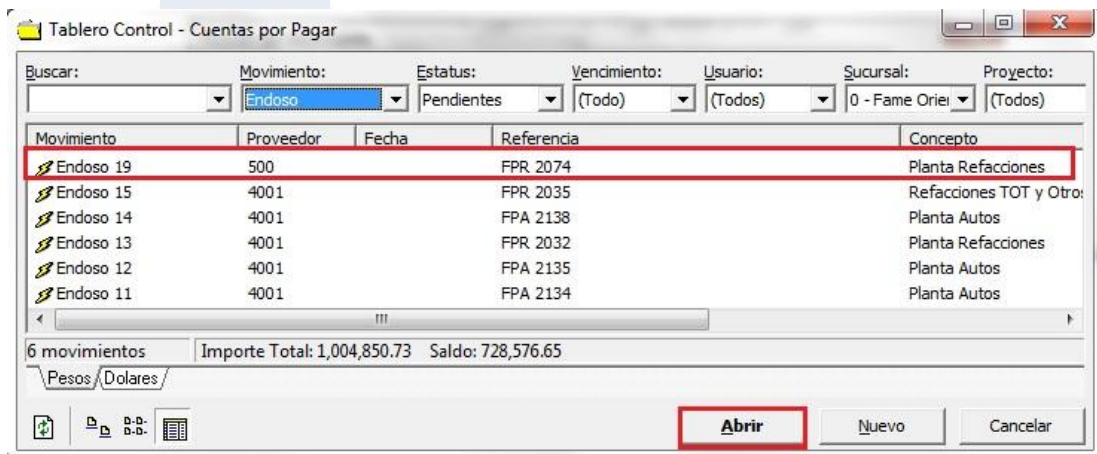 Tablero Control - Cuentas por Pagar
Buscar: Movimiento: Estatus: Vencimiento: Usuario: Sucursal: Proyecto:
Endoso Pendientes (Todo) (Todos) 0 - Fame Orier (Todos)
Movimiento Proveedor Fecha Referencia Concepto
Endoso 19 500 FPR 2074 Planta Refacciones
Endoso 15 4001 FPR 2035 Refacciones TOT y Otros
Endoso 14 4001 FPA 2138 Planta Autos
Endoso 13 4001 FPR 2032 Planta Refacciones
Endoso 12 4001 FPA 2135 Planta Autos
Endoso 11 4001 FPA 2134 Planta Autos
6 movimientos Importe Total: 1,004,850.73 Saldo: 728,576.65
Pesos Dolares
Abrir Nuevo Cancelar